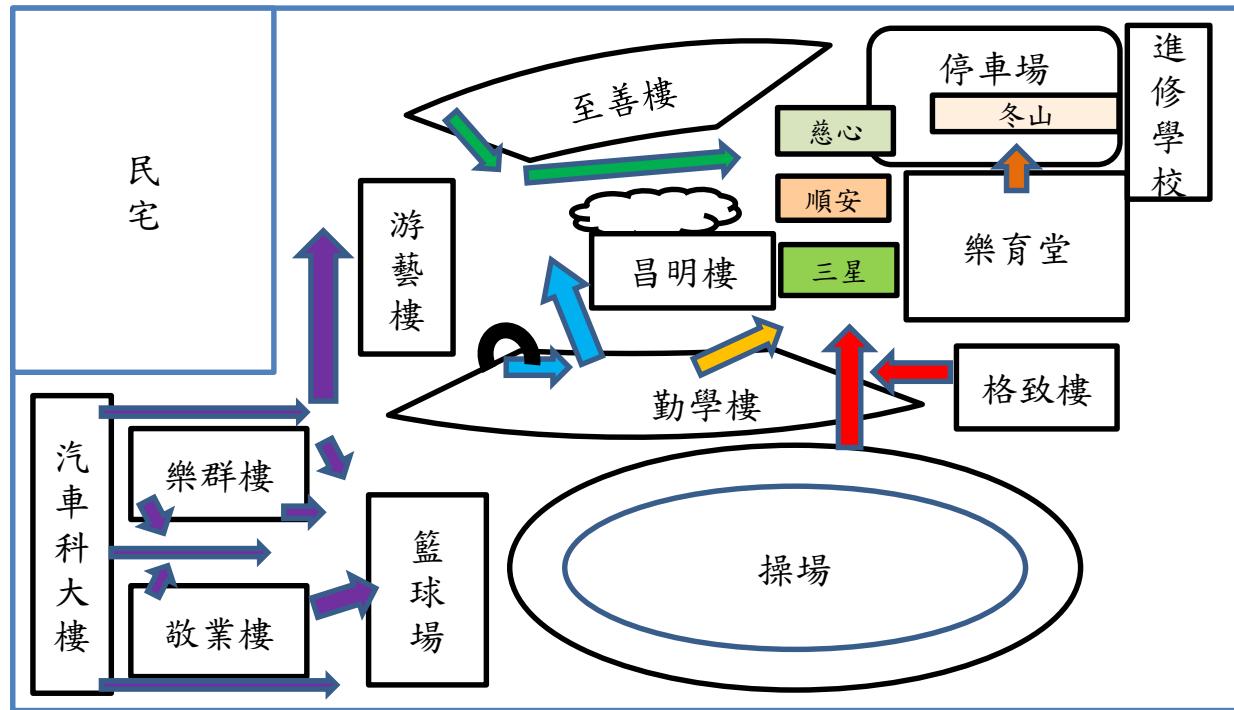 民宅
至善樓
停車場
冬山
進修學校
慈心
順安
三星
游藝樓
昌明樓
樂育堂
勤學樓
格致樓
汽車科大樓
樂群樓
敬業樓
籃球場
操場